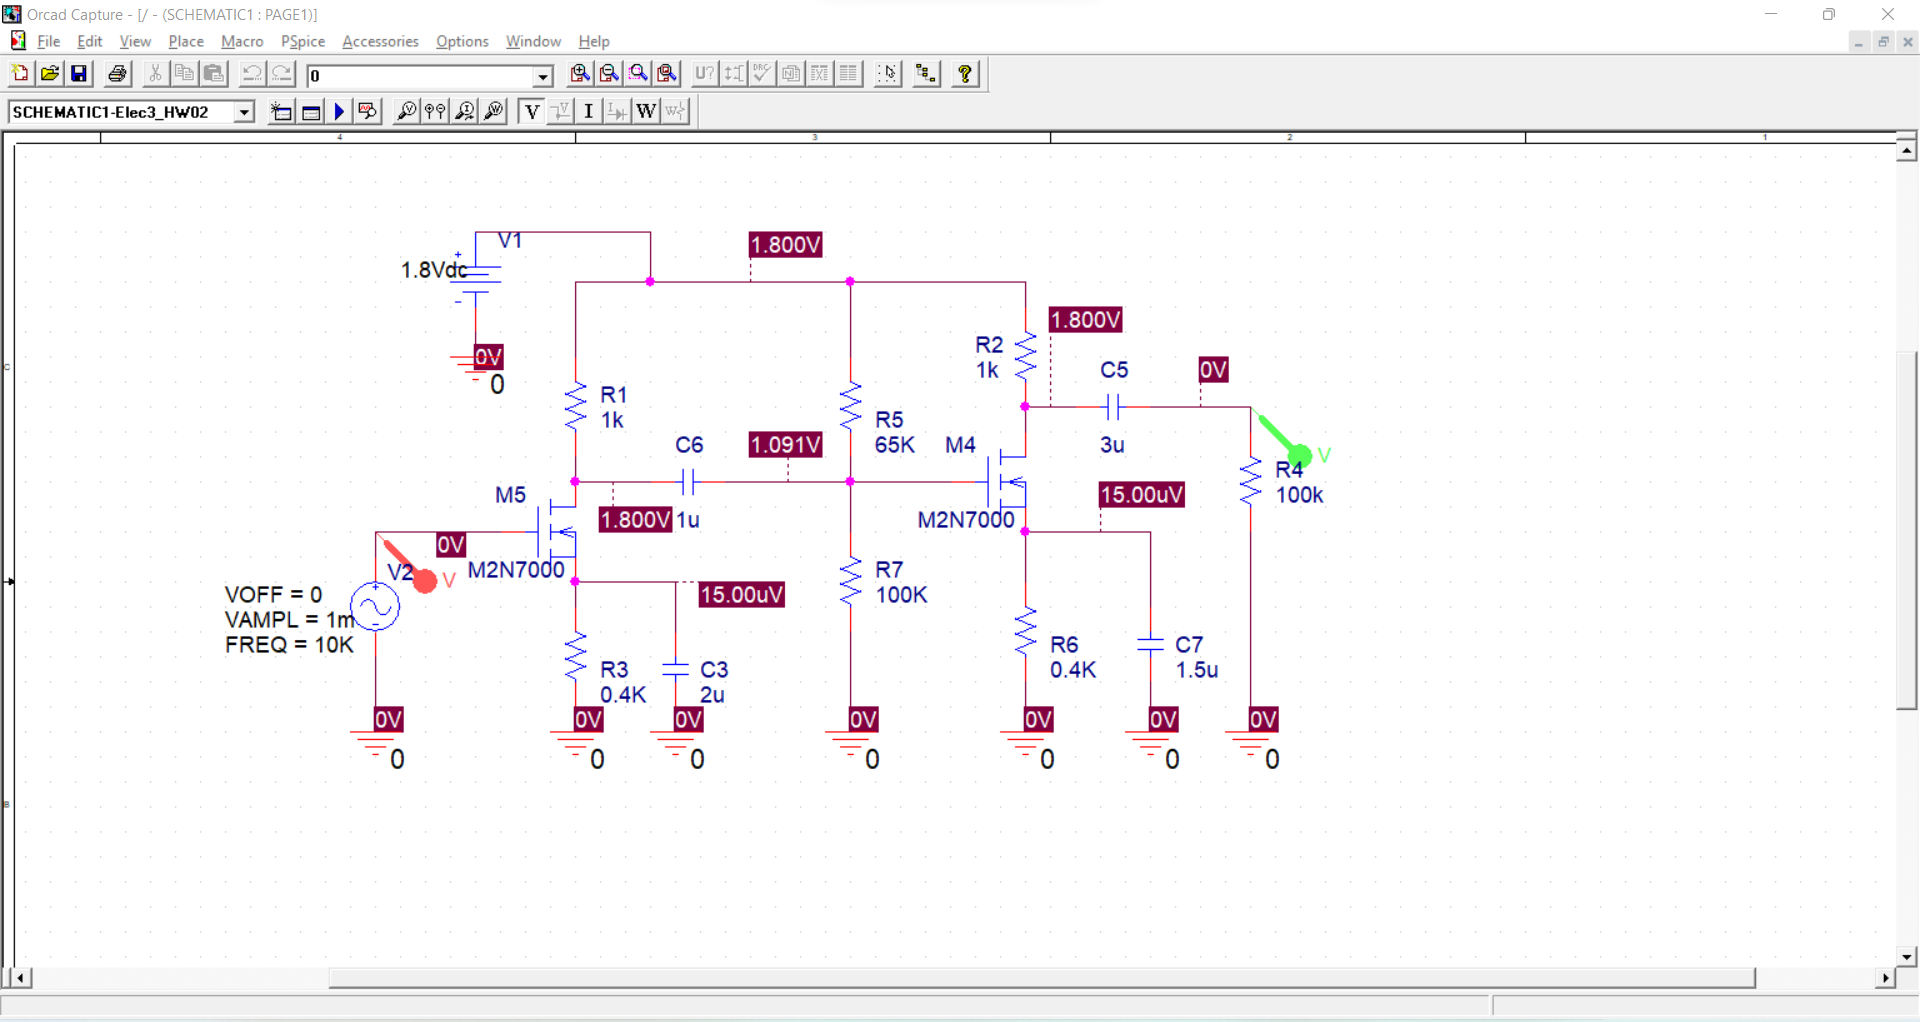 Orcad Capture - [/ - (SCHEMATIC1 : PAGE1)]
File Edit View Place Macro PSpice Accessories Options Window Help
0
U? DRC ?
SCHEMATIC1-Elec3_HW02
V I W
4 3 2 1
C
B
V1
1.8Vdc
+
-
0V
0
1.800V
R1
1k
R2
1k
1.800V
C5
3u
0V
R5
65K
C6
1u
1.091V
1.800V
M4
M2N7000
V
R4
100k
M5
M2N7000
15.00uV
0V
V2
V
VOFF = 0
VAMPL = 1m
FREQ = 10K
15.00uV
R7
100K
R3
0.4K
C3
2u
R6
0.4K
C7
1.5u
0V 0V 0V 0V 0V 0V 0V
0 0 0 0 0 0 0